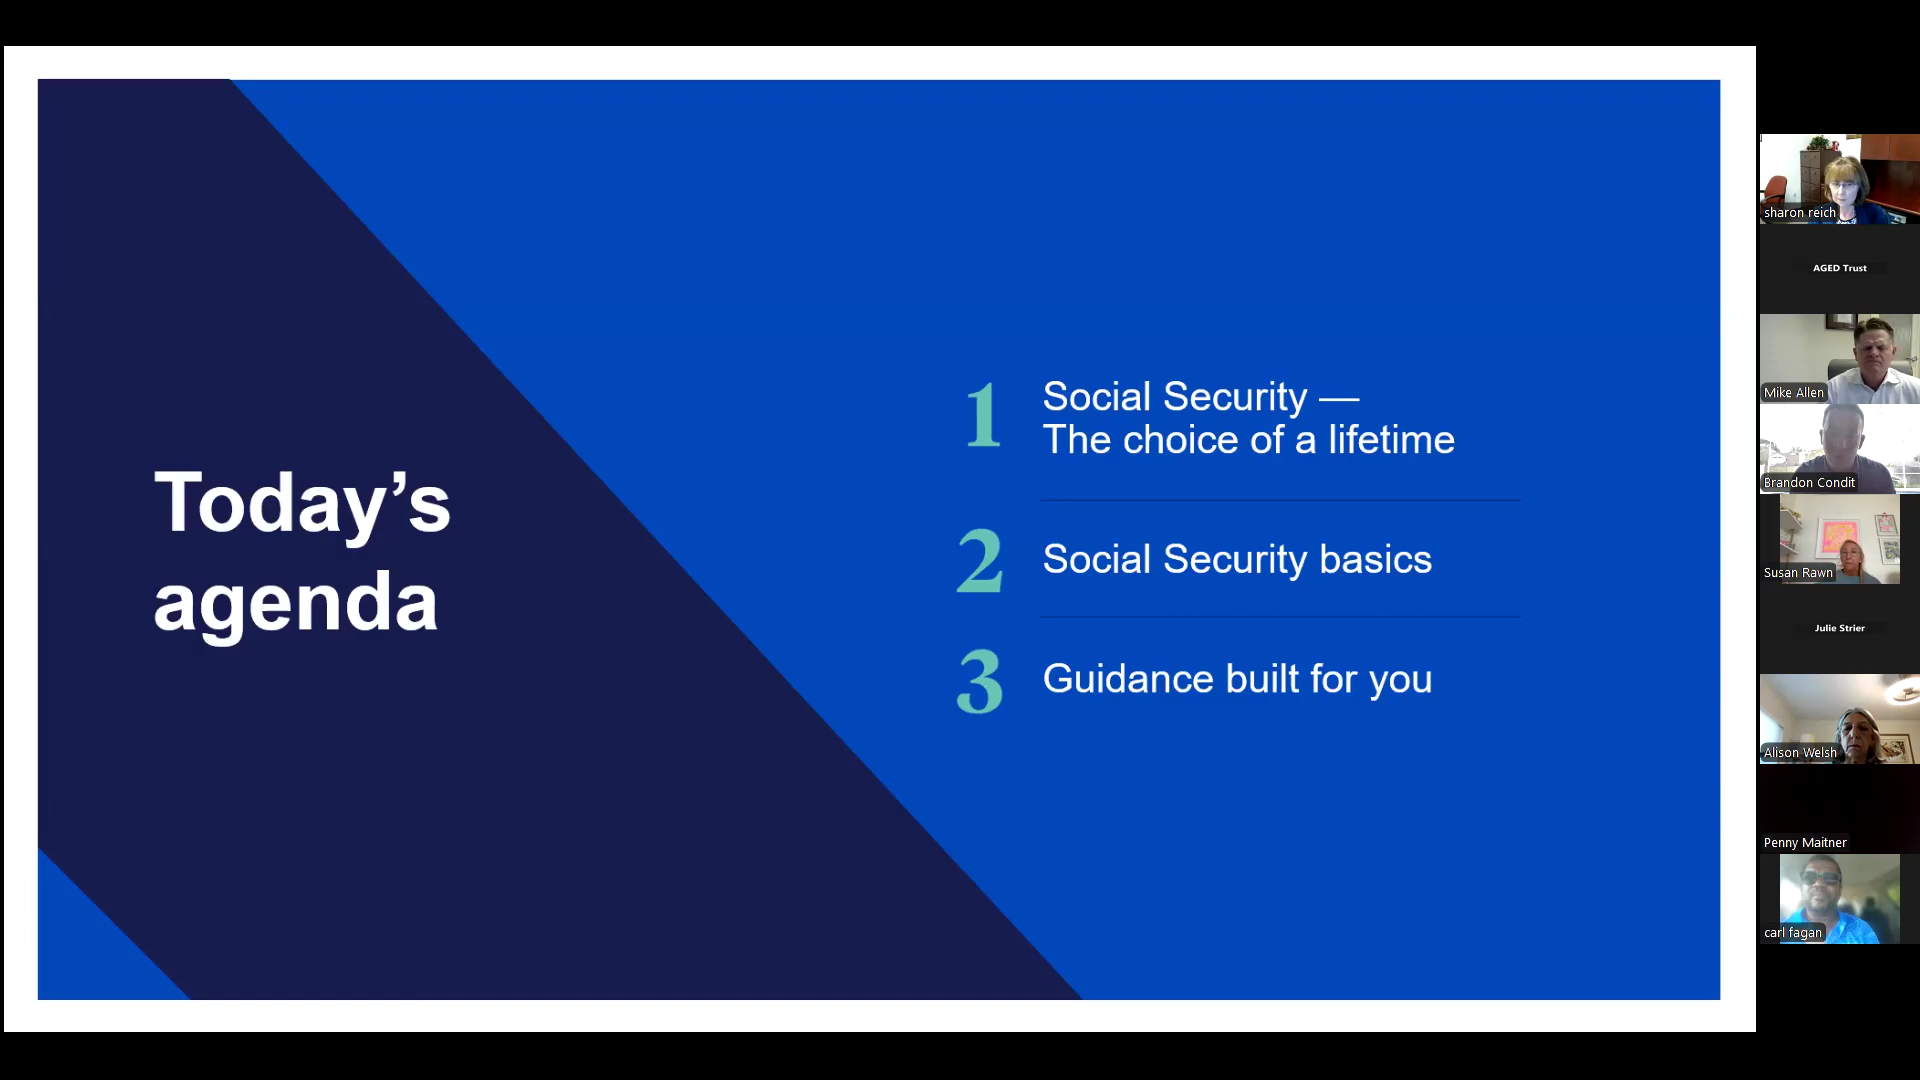 Today’s
agenda
1
Social Security —
The choice of a lifetime
2
Social Security basics
3
Guidance built for you
sharon reich
AGED Trust
Mike Allen
Brandon Condit
Susan Rawn
Julie Strier
Alison Welsh
Penny Maitner
carl fagan